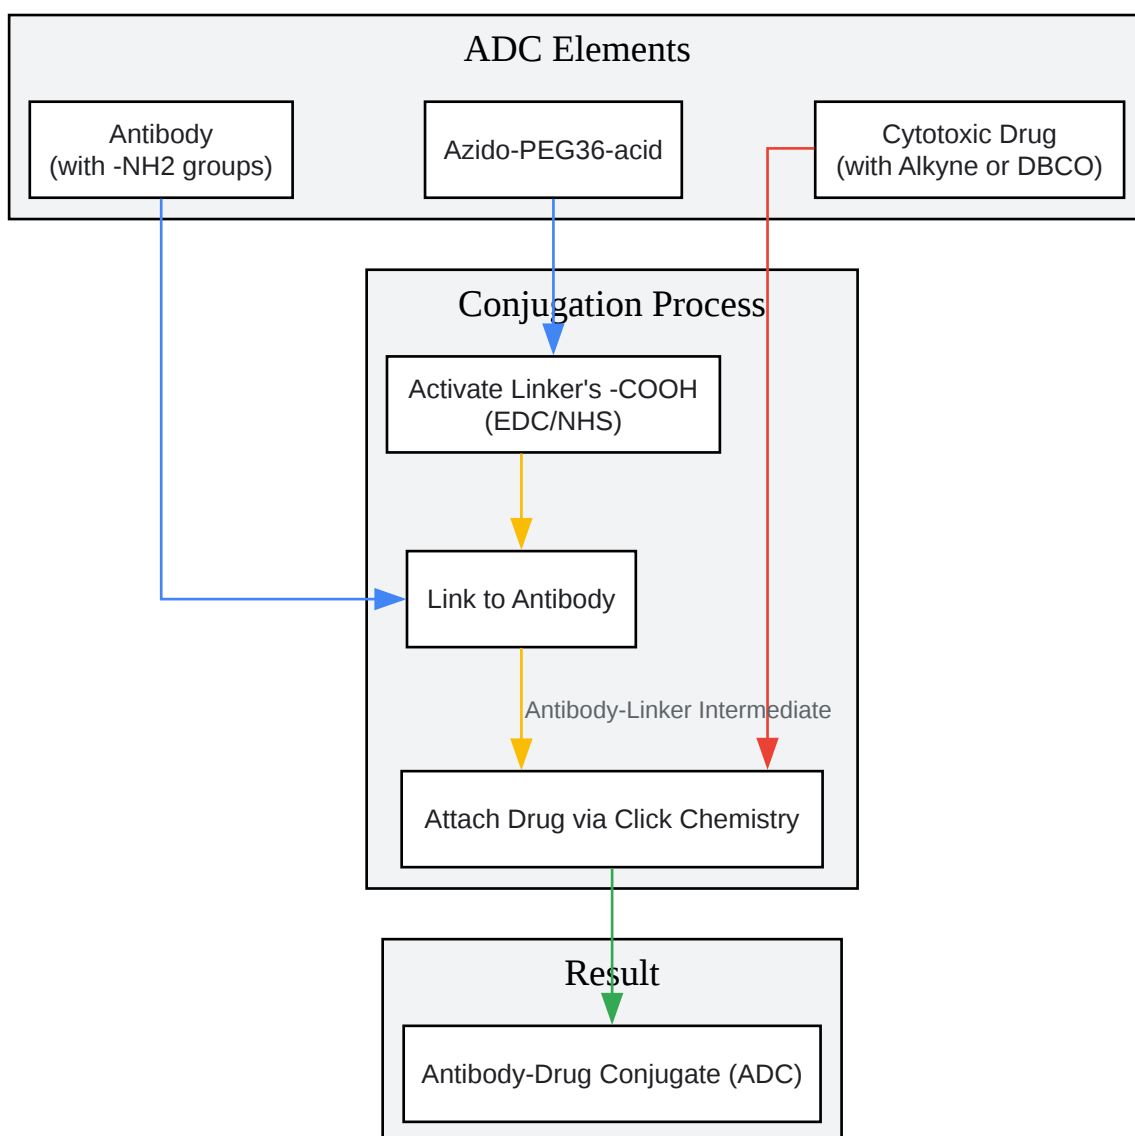 ADC Elements
Antibody
(with -NH2 groups)
Azido-PEG36-acid
Cytotoxic Drug
(with Alkyne or DBCO)
Conjugation Process
Activate Linker's -COOH
(EDC/NHS)
Link to Antibody
Antibody-Linker Intermediate
Attach Drug via Click Chemistry
Result
Antibody-Drug Conjugate (ADC)